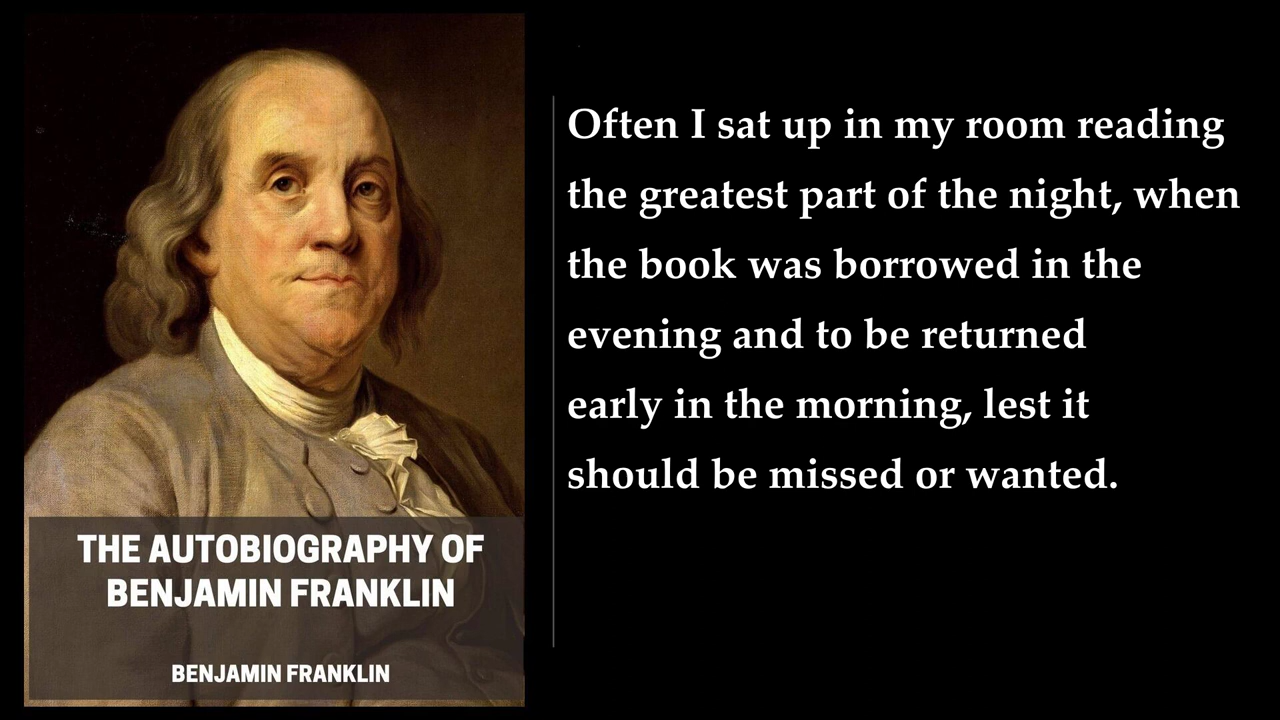 THE AUTOBIOGRAPHY OF
BENJAMIN FRANKLIN
BENJAMIN FRANKLIN
Often I sat up in my room reading
the greatest part of the night, when
the book was borrowed in the
evening and to be returned
early in the morning, lest it
should be missed or wanted.